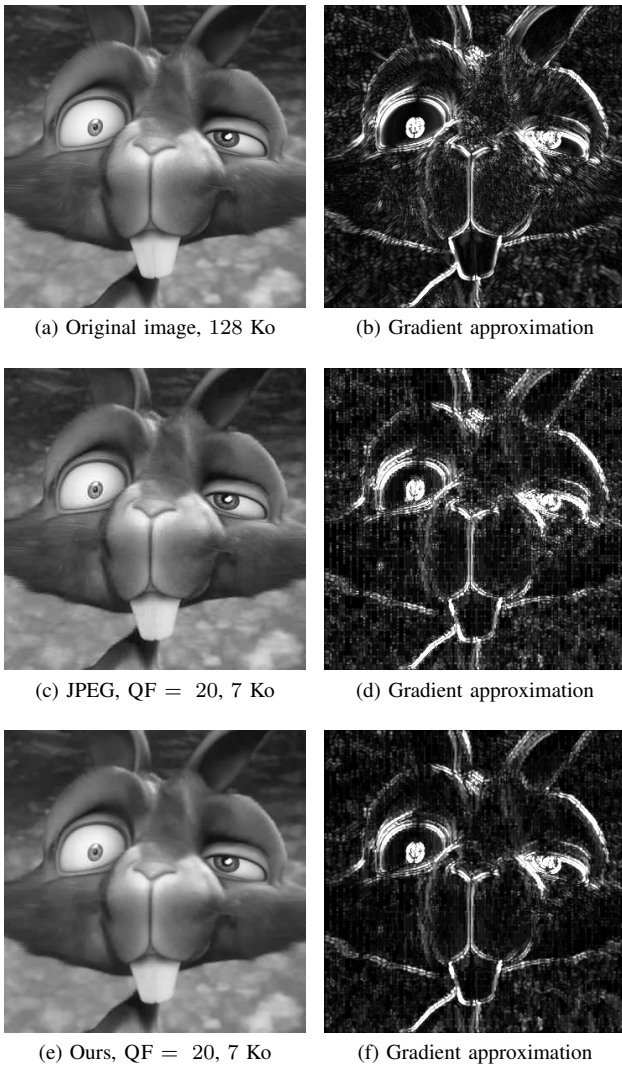 (a) Original image, 128 Ko
(b) Gradient approximation
(c) JPEG, QF = 20, 7 Ko
(d) Gradient approximation
(e) Ours, QF = 20, 7 Ko
(f) Gradient approximation